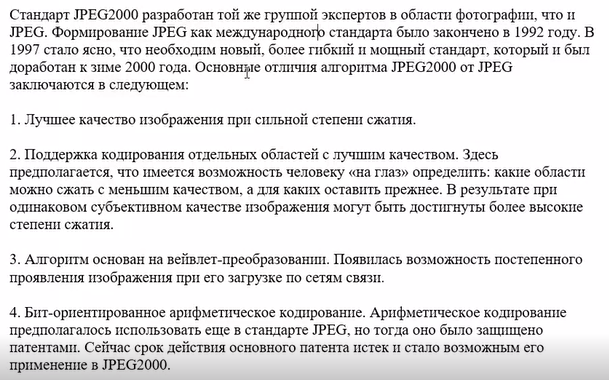 Стандарт JPEG2000 разработан той же группой экспертов в области фотографии, что и
JPEG. Формирование JPEG как международного стандарта было закончено в 1992 году. В
1997 стало ясно, что необходим новый, более гибкий и мощный стандарт, который и был
доработан к зиме 2000 года. Основные отличия алгоритма JPEG2000 от JPEG
заключаются в следующем:
1. Лучшее качество изображения при сильной степени сжатия.
2. Поддержка кодирования отдельных областей с лучшим качеством. Здесь
предполагается, что имеется возможность человеку «на глаз» определить: какие области
можно сжать с меньшим качеством, а для каких оставить прежнее. В результате при
одинаковом субъективном качестве изображения могут быть достигнуты более высокие
степени сжатия.
3. Алгоритм основан на вейвлет-преобразовании. Появилась возможность постепенного
проявления изображения при его загрузке по сетям связи.
4. Бит-ориентированное арифметическое кодирование. Арифметическое кодирование
предполагалось использовать еще в стандарте JPEG, но тогда оно было защищено
патентами. Сейчас срок действия основного патента истек и стало возможным его
применение в JPEG2000.